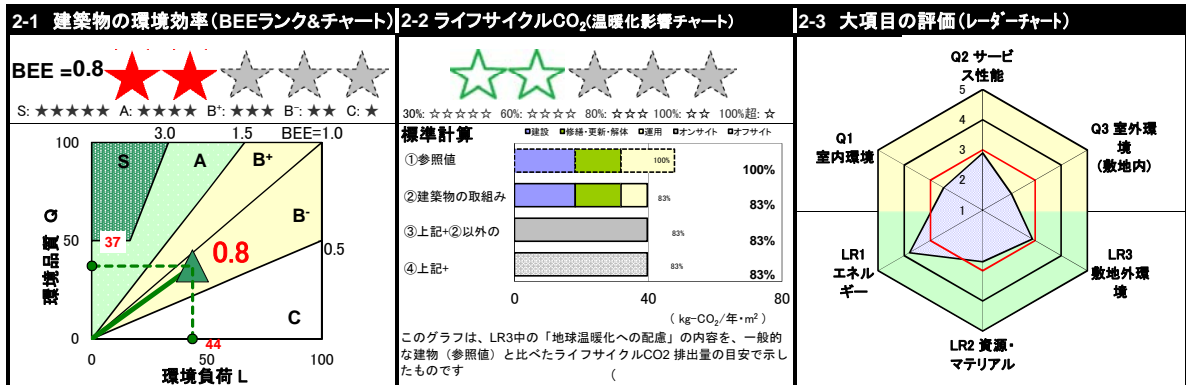 2-1 建築物の環境効率(BEEランク&チャート)
BEE =0.8
S: ★★★★★ A: ★★★★ B⁺: ★★★ B⁻: ★★ C: ★
3.0 1.5 BEE=1.0
100
S A B⁺
B⁻
環境品質 Q
50
37
0.8
0.5
C
0
44
0 50 100
環境負荷 L
2-2 ライフサイクルCO₂(温暖化影響チャート)
30%: ☆☆☆☆☆ 60%: ☆☆☆☆ 80%: ☆☆☆ 100%: ☆☆ 100%超: ☆
標準計算
■建設 ■修繕・更新・解体 □運用 ■オンサイト ■オフサイト
①参照値 100% 100%
②建築物の取組み 83% 83%
③上記+②以外の 83% 83%
④上記+ 83% 83%
0 40 80
( kg-CO₂/年・m² )
このグラフは、LR3中の「地球温暖化への配慮」の内容を、一般的
な建物(参照値)と比べたライフサイクルCO2 排出量の目安で示し
たものです (
2-3 大項目の評価(レーダーチャート)
Q2 サービ
ス性能
5
4
3
2
1
Q1
室内環境
Q3 室外環
境
(敷地内)
LR1
エネル
ギー
LR3
敷地外環
境
LR2 資源・
マテリアル